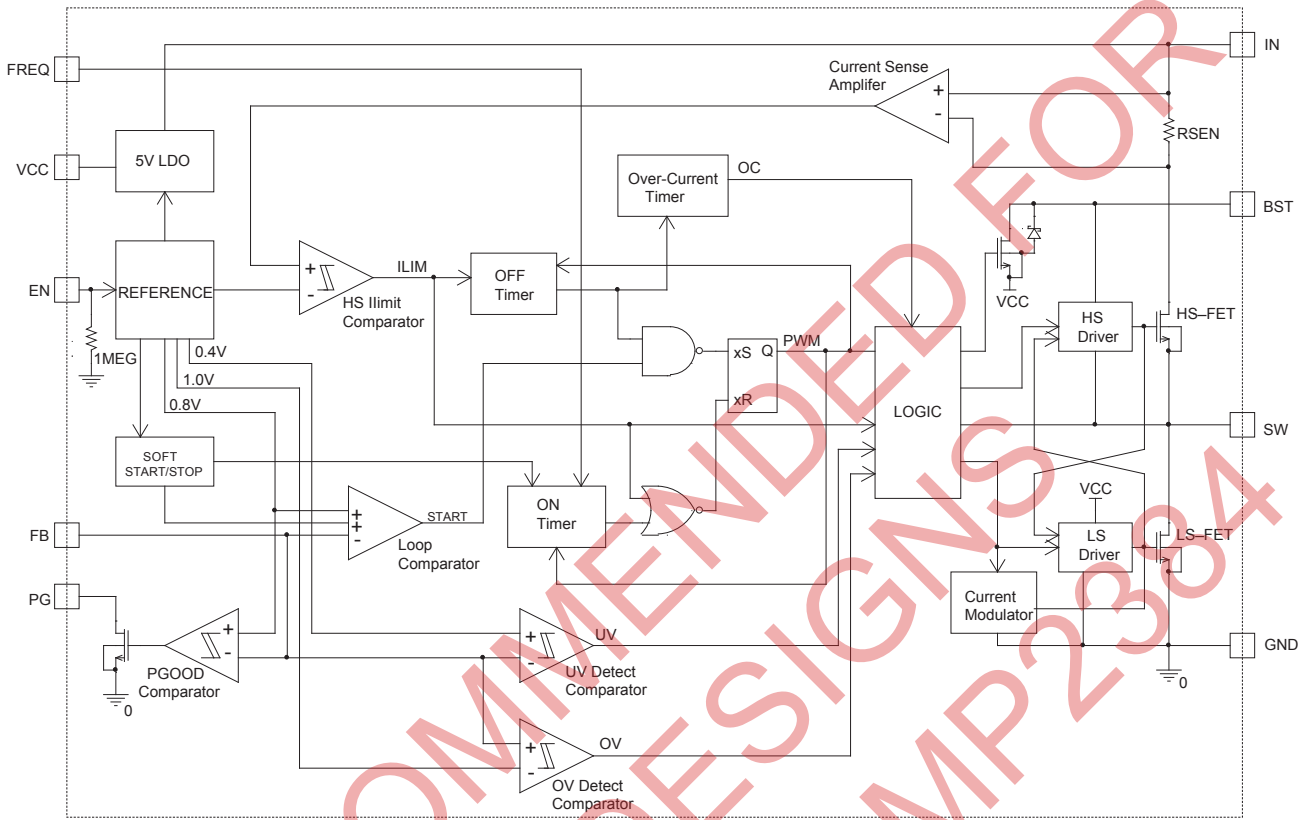 FREQ
IN
Current Sense
Amplifer
+
-
RSEN
VCC
5V LDO
Over-Current
Timer
OC
BST
EN
REFERENCE
+
-
HS Ilimit
Comparator
ILIM
OFF
Timer
VCC
HS
Driver
HS–FET
1MEG
0.4V
1.0V
0.8V
xS
Q
xR
PWM
LOGIC
SW
SOFT
START/STOP
+
+
-
START
Loop
Comparator
ON
Timer
VCC
LS
Driver
LS–FET
FB
PG
+
-
PGOOD
Comparator
0
+
-
UV
UV Detect
Comparator
Current
Modulator
GND
0
+
-
OV
OV Detect
Comparator
OMMENDED FOR
DESIGNS
MP2384